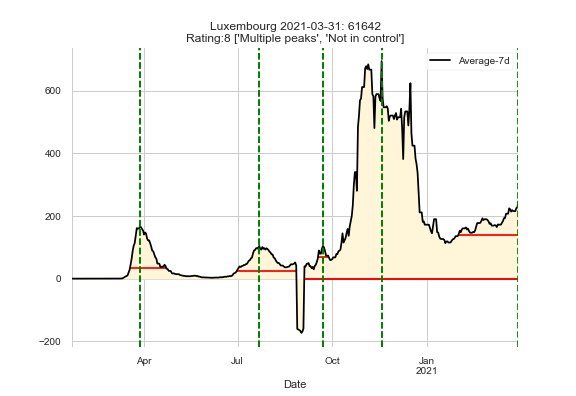 Luxembourg 2021-03-31: 61642
Rating:8 ['Multiple peaks', 'Not in control']
Average-7d
600
400
200
0
−200
Apr
Jul
Oct
Jan
2021
Date